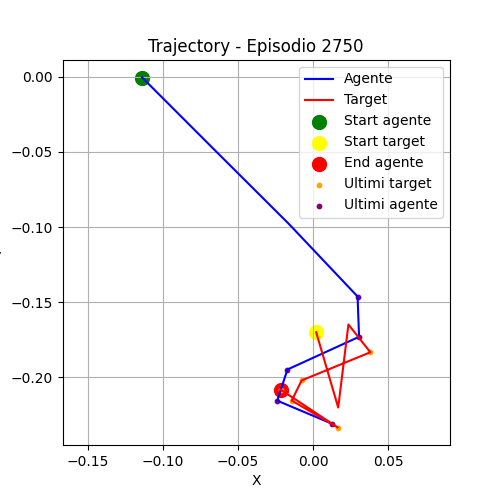 Trajectory - Episodio 2750
Agente
Target
Start agente
Start target
End agente
Ultimi target
Ultimi agente
0.00
−0.05
−0.10
−0.15
−0.20
−0.15
−0.10
−0.05
0.00
0.05
X